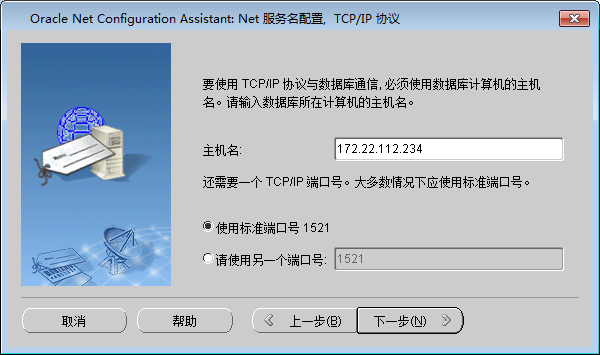 Oracle Net Configuration Assistant: Net 服务名配置, TCP/IP 协议
要使用 TCP/IP 协议与数据库通信, 必须使用数据库计算机的主机
名。请输入数据库所在计算机的主机名。
主机名: 172.22.112.234
还需要一个 TCP/IP 端口号。大多数情况下应使用标准端口号。
使用标准端口号 1521
请使用另一个端口号: 1521
取消 帮助 上一步(B) 下一步(N)